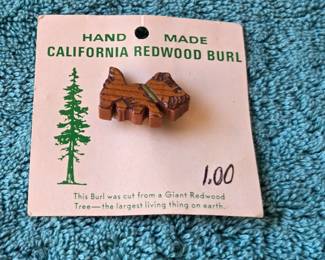 HAND MADE
CALIFORNIA REDWOOD BURL
1.00
This Burl was cut from a Giant Redwood
Tree—the largest living thing on earth.